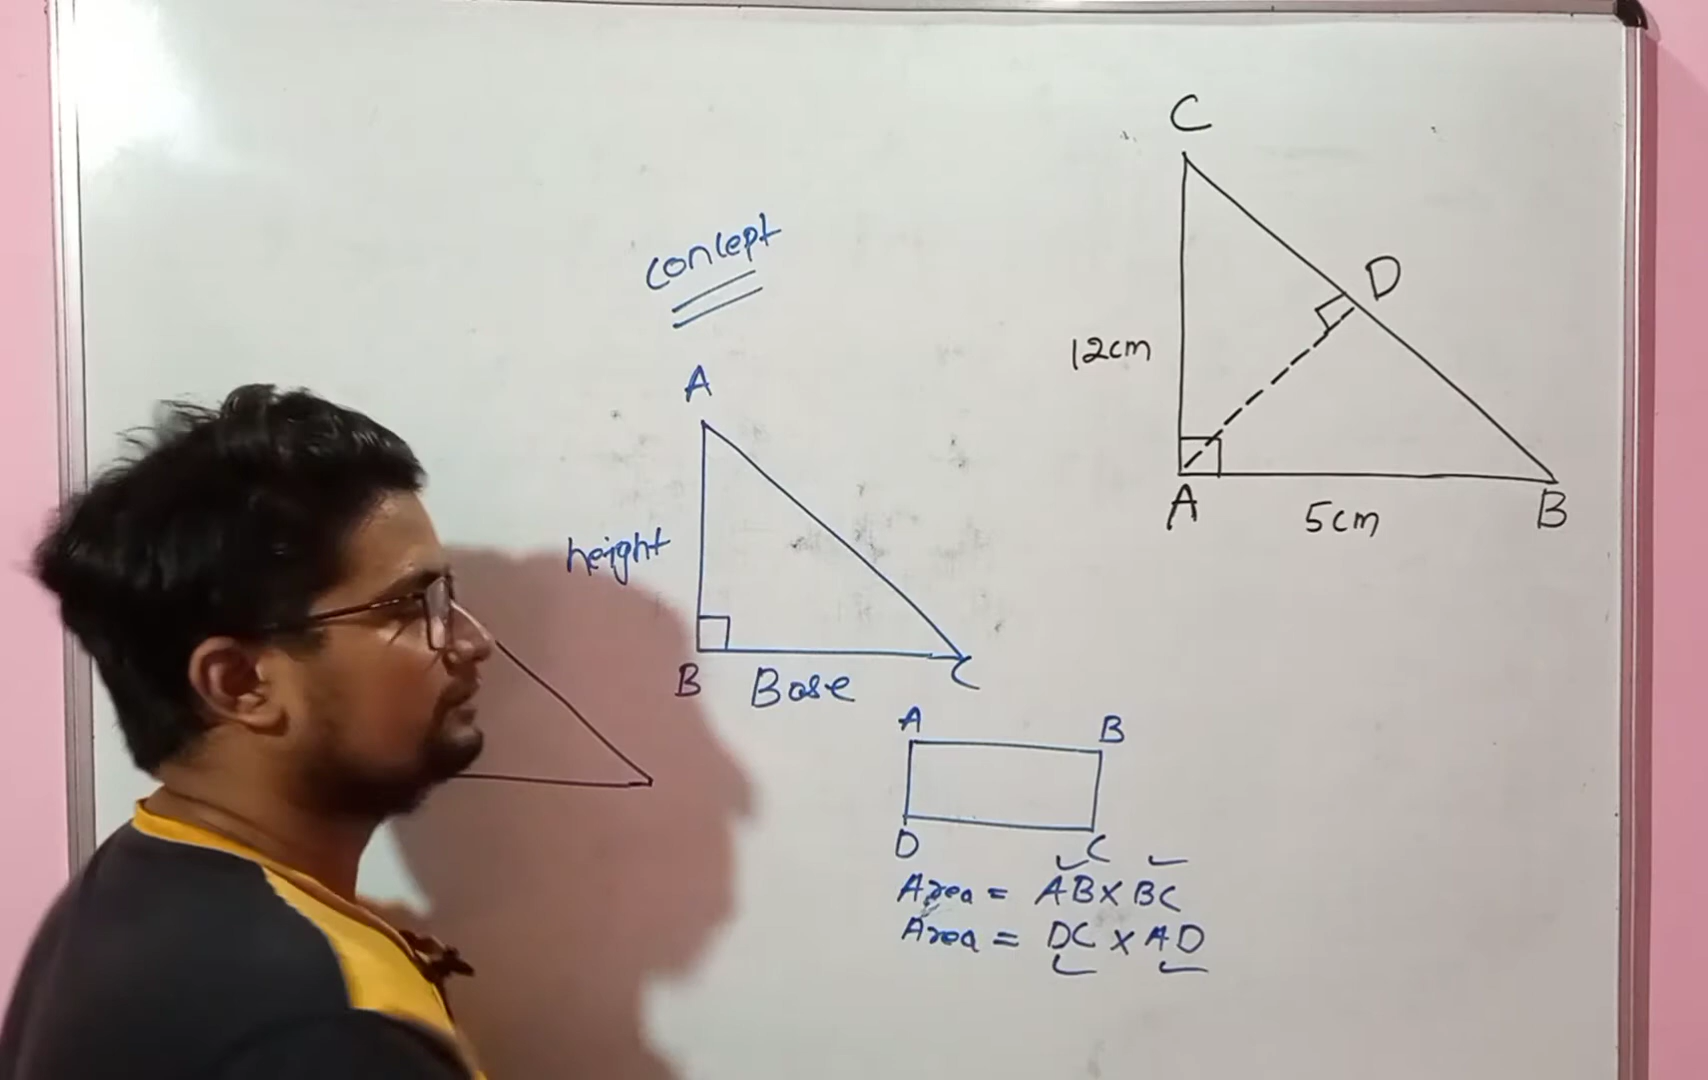 concept
A
height
B Base C
C
D
12cm
A 5cm B
A B
D C
Area = AB X BC
Area = DC X AD